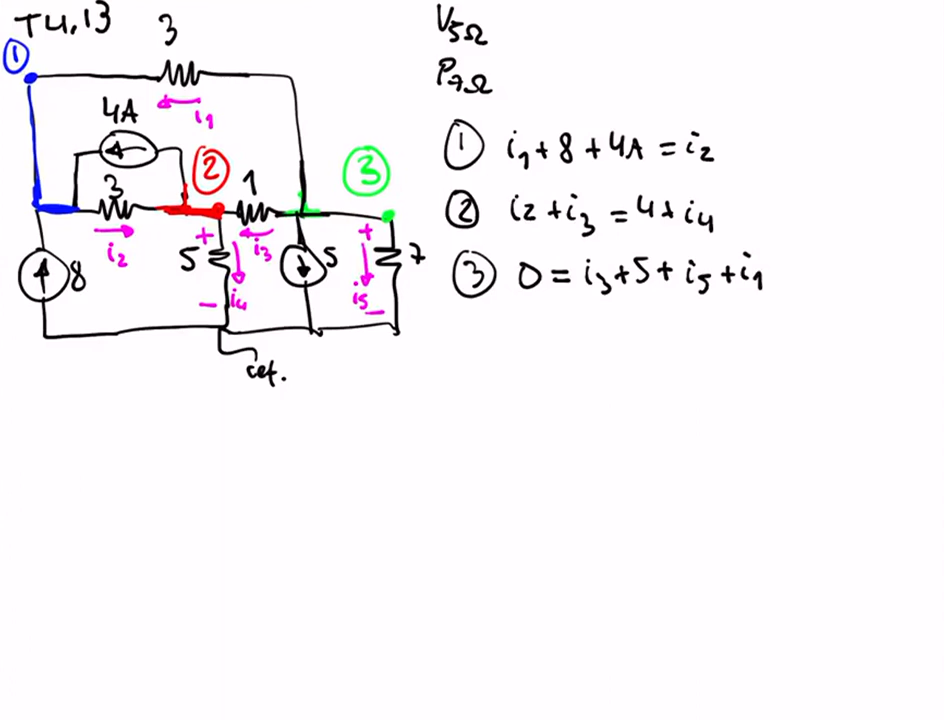 T4.13
3
①
4A
i₁
②
③
3
1
i₂
+
i₃
+
8
5
i₄
5
i₅
7
−
−
ref.
V5Ω
P7Ω
① i₁+8+4A=i₂
② i₂+i₃=4+i₄
③ 0=i₃+5+i₅+i₁